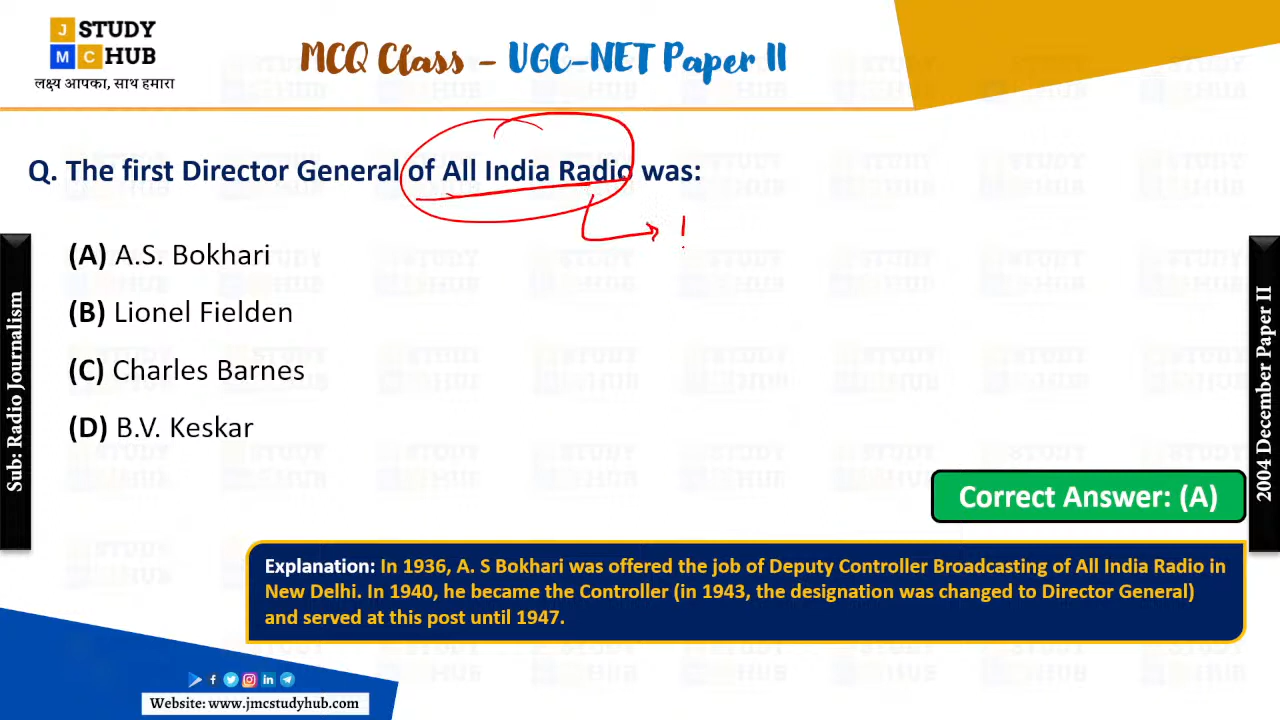 J STUDY
M C HUB
लक्ष्य आपका, साथ हमारा
MCQ Class - UGC-NET Paper II
Q. The first Director General of All India Radio was:
(A) A.S. Bokhari
(B) Lionel Fielden
(C) Charles Barnes
(D) B.V. Keskar
Sub: Radio Journalism
2004 December Paper II
Correct Answer: (A)
Explanation: In 1936, A. S Bokhari was offered the job of Deputy Controller Broadcasting of All India Radio in
New Delhi. In 1940, he became the Controller (in 1943, the designation was changed to Director General)
and served at this post until 1947.
Website: www.jmcstudyhub.com